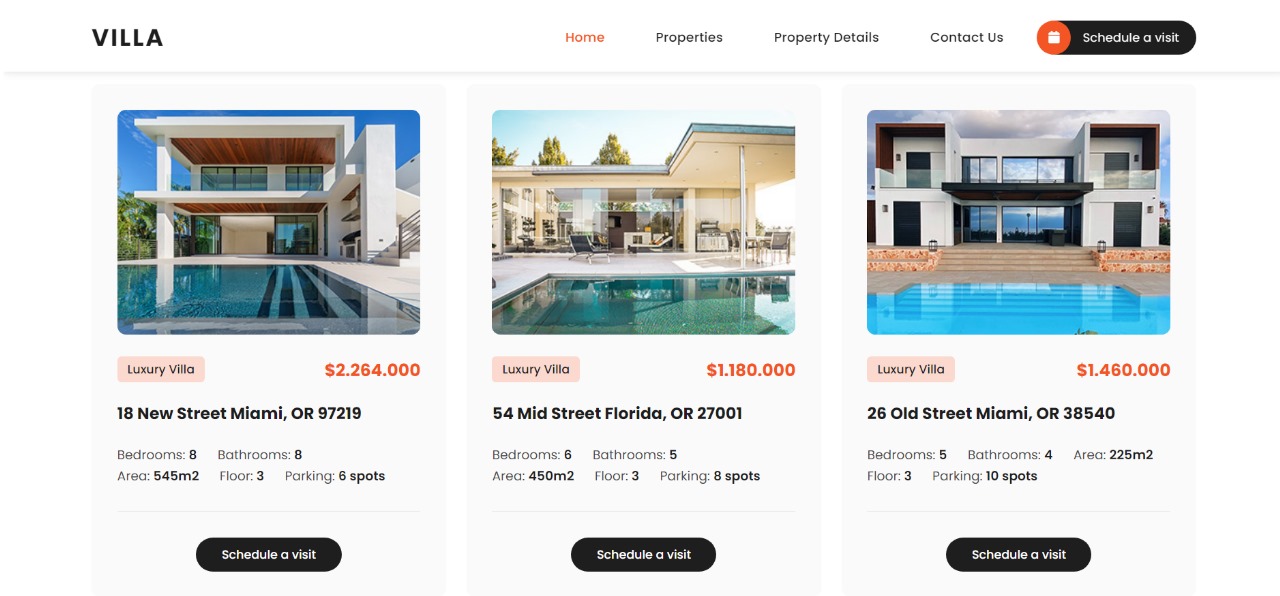 VILLA
Home
Properties
Property Details
Contact Us
Schedule a visit
Luxury Villa
$2.264.000
18 New Street Miami, OR 97219
Bedrooms: 8 Bathrooms: 8
Area: 545m2 Floor: 3 Parking: 6 spots
Schedule a visit
Luxury Villa
$1.180.000
54 Mid Street Florida, OR 27001
Bedrooms: 6 Bathrooms: 5
Area: 450m2 Floor: 3 Parking: 8 spots
Schedule a visit
Luxury Villa
$1.460.000
26 Old Street Miami, OR 38540
Bedrooms: 5 Bathrooms: 4 Area: 225m2
Floor: 3 Parking: 10 spots
Schedule a visit